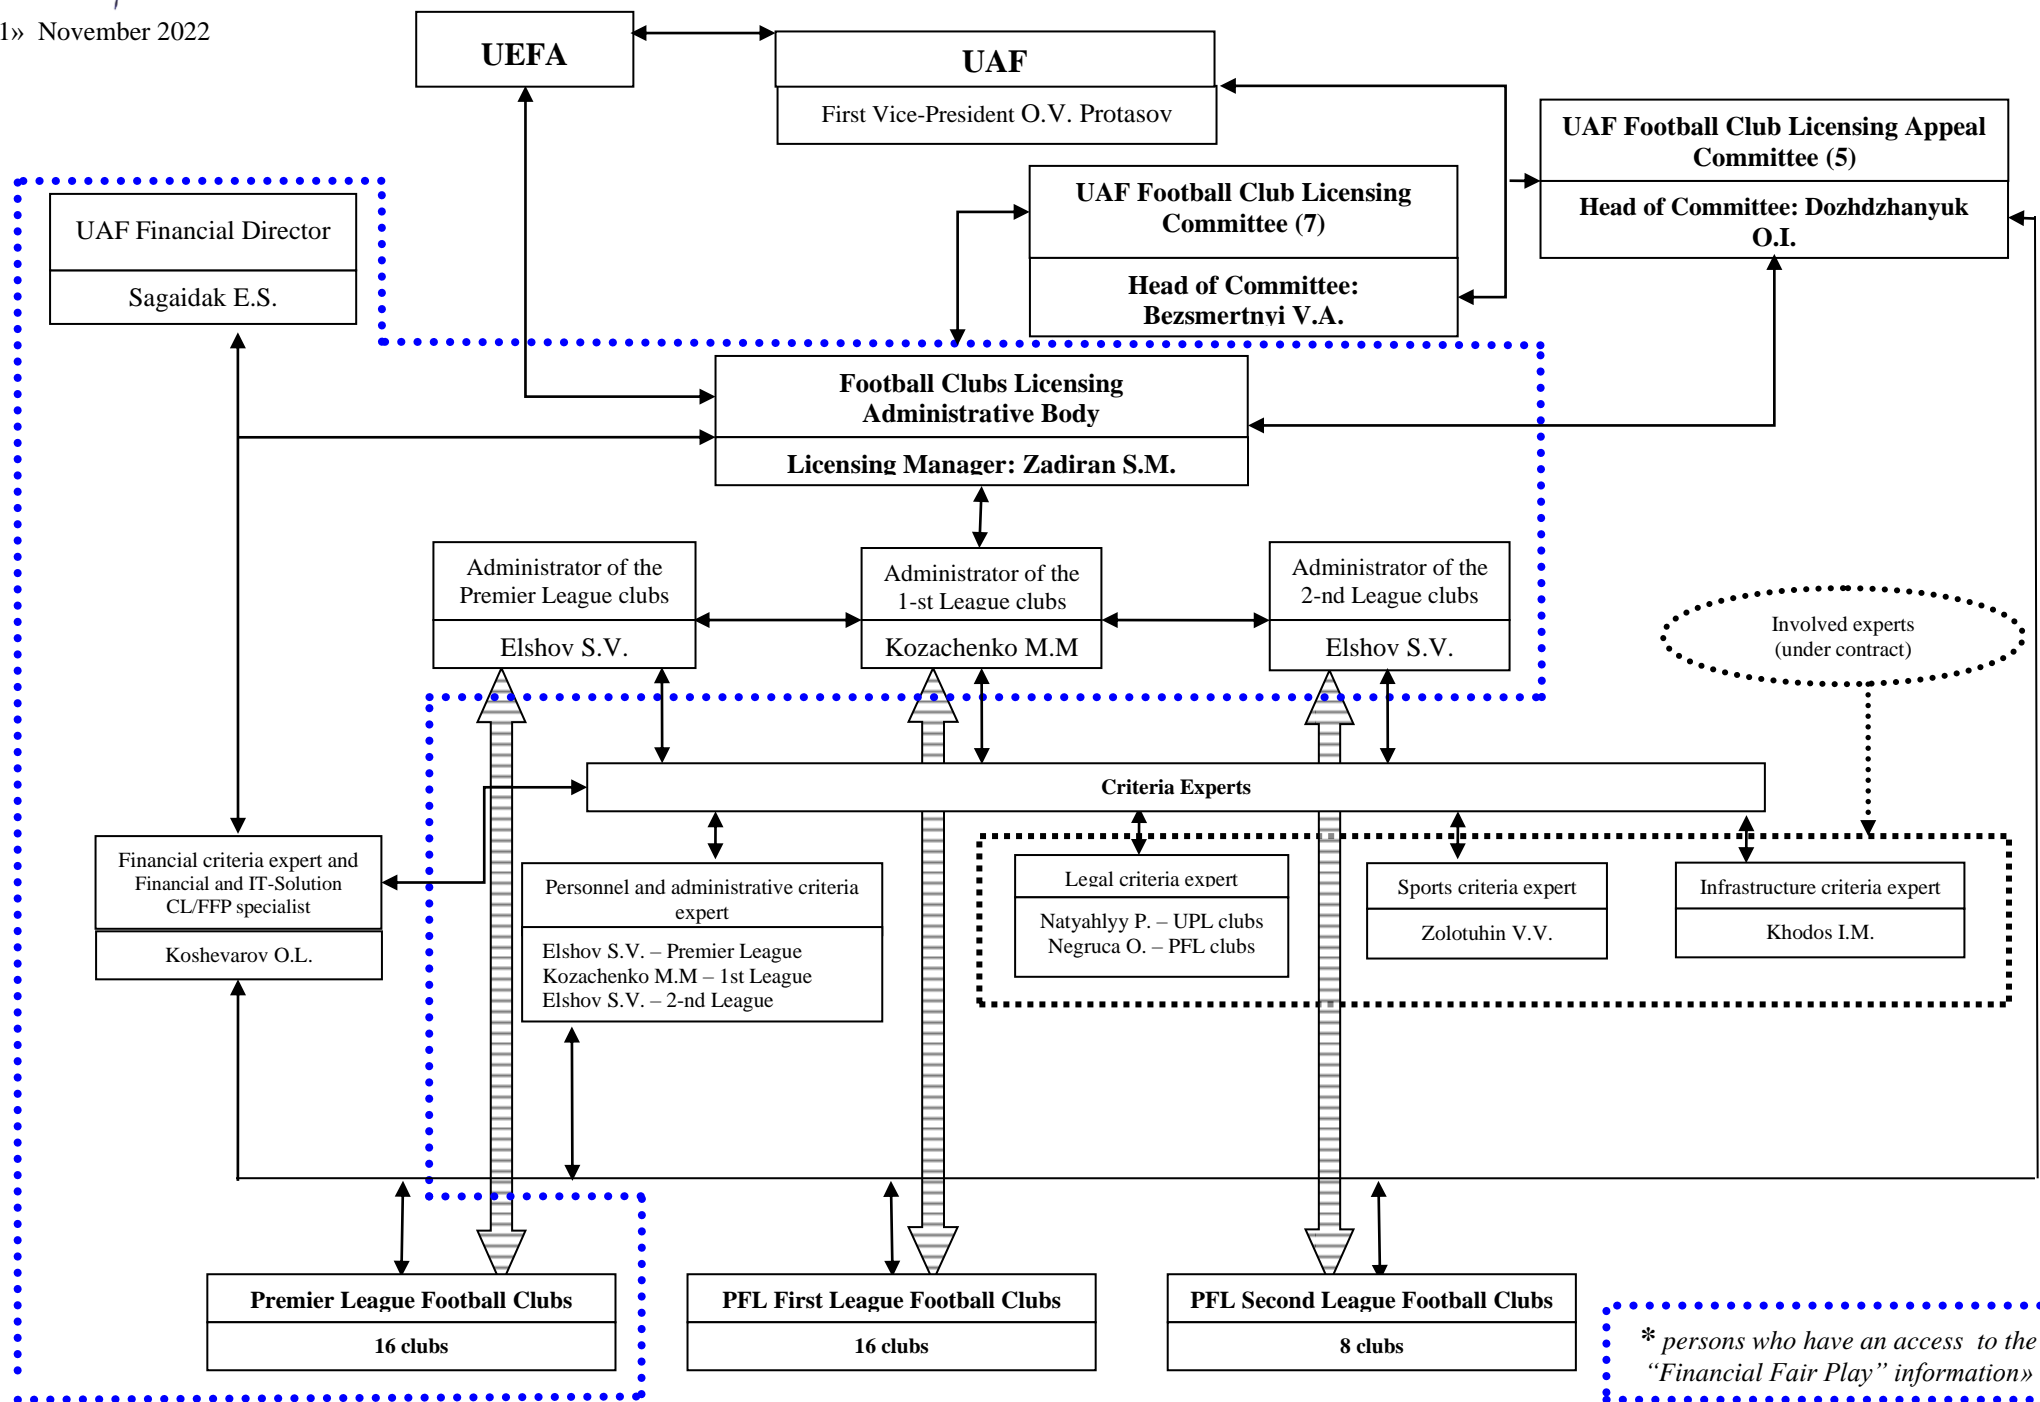 1» November 2022
UEFA
UAF
First Vice-President O.V. Protasov
UAF Football Club Licensing Appeal
Committee (5)
Head of Committee: Dozhdzhanyuk
O.I.
UAF Football Club Licensing
Committee (7)
Head of Committee:
Bezsmertnyi V.A.
UAF Financial Director
Sagaidak E.S.
Football Clubs Licensing
Administrative Body
Licensing Manager: Zadiran S.M.
Administrator of the
Premier League clubs
Elshov S.V.
Administrator of the
1-st League clubs
Kozachenko M.M
Administrator of the
2-nd League clubs
Elshov S.V.
Involved experts
(under contract)
Criteria Experts
Financial criteria expert and
Financial and IT-Solution
CL/FFP specialist
Koshevarov O.L.
Personnel and administrative criteria
expert
Elshov S.V. – Premier League
Kozachenko M.M – 1st League
Elshov S.V. – 2-nd League
Legal criteria expert
Natyahlyy P. – UPL clubs
Negruca O. – PFL clubs
Sports criteria expert
Zolotuhin V.V.
Infrastructure criteria expert
Khodos I.M.
Premier League Football Clubs
16 clubs
PFL First League Football Clubs
16 clubs
PFL Second League Football Clubs
8 clubs
* persons who have an access to the
“Financial Fair Play” information»